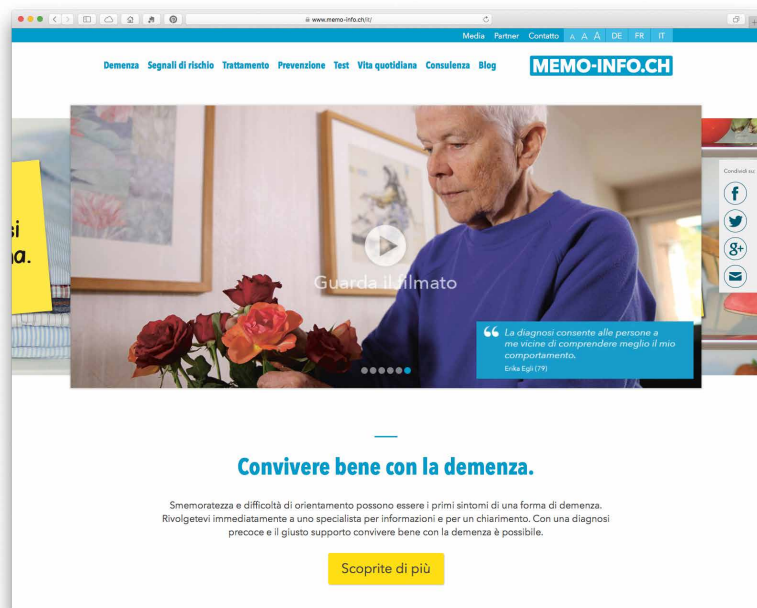 www.memo-info.ch/it/
Media Partner Contatto A A A DE FR IT
Demenza Segnali di rischio Trattamento Prevenzione Test Vita quotidiana Consulenza Blog
MEMO-INFO.CH
si
a.
Condividi su
Guarda il filmato
“ La diagnosi consente alle persone a
me vicine di comprendere meglio il mio
comportamento.
Erika Egli (79)
Convivere bene con la demenza.
Smemoratezza e difficoltà di orientamento possono essere i primi sintomi di una forma di demenza.
Rivolgetevi immediatamente a uno specialista per informazioni e per un chiarimento. Con una diagnosi
precoce e il giusto supporto convivere bene con la demenza è possibile.
Scoprite di più